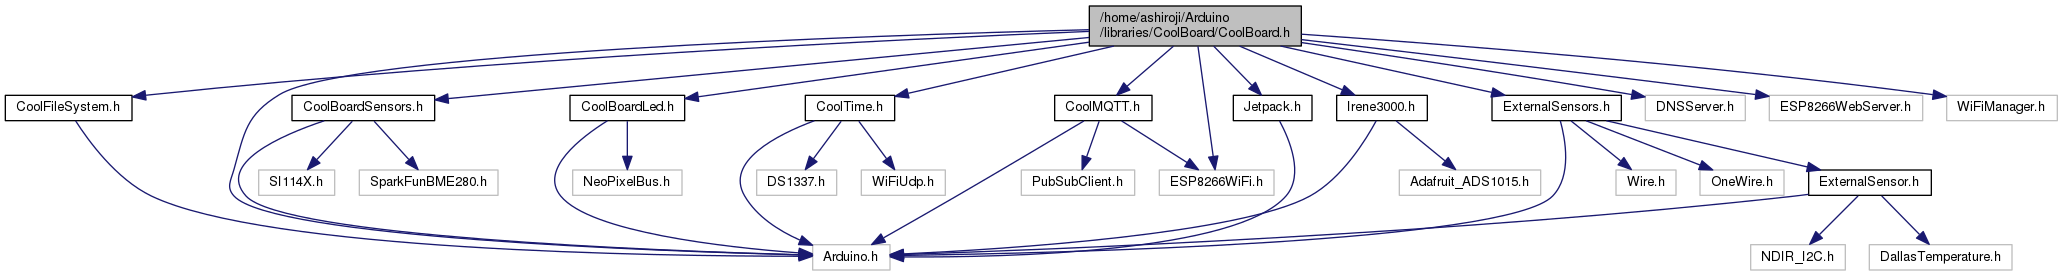 /home/ashiroji/Arduino
/libraries/CoolBoard/CoolBoard.h
CoolFileSystem.h
CoolBoardSensors.h
CoolBoardLed.h
CoolTime.h
CoolMQTT.h
Jetpack.h
Irene3000.h
ExternalSensors.h
DNSServer.h
ESP8266WebServer.h
WiFiManager.h
SI114X.h
SparkFunBME280.h
NeoPixelBus.h
DS1337.h
WiFiUdp.h
PubSubClient.h
ESP8266WiFi.h
Adafruit_ADS1015.h
Wire.h
OneWire.h
ExternalSensor.h
Arduino.h
NDIR_I2C.h
DallasTemperature.h